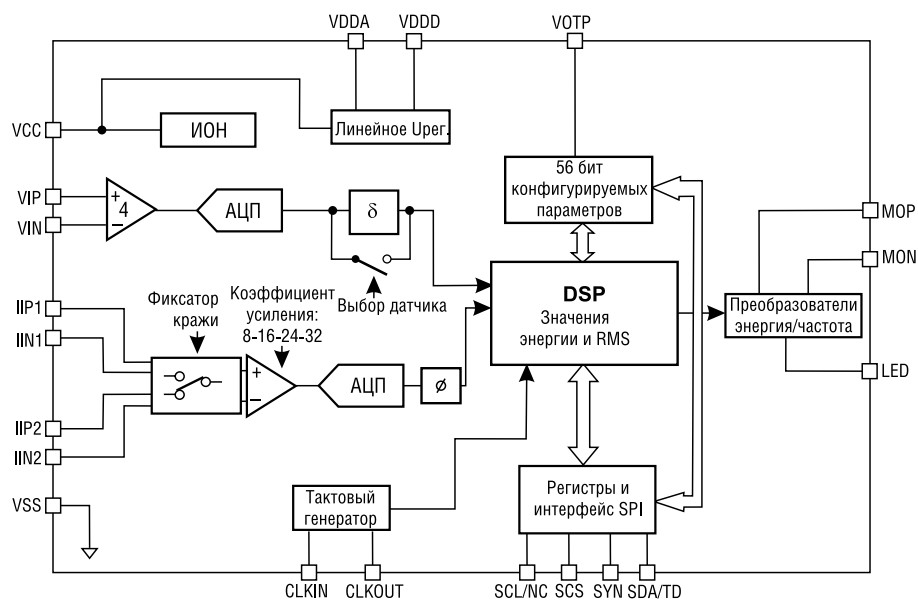 VDDA
VDDD
VOTP
VCC
ИОН
Линейное Uрег.
56 бит
конфигурируемых
параметров
VIP
VIN
+
4
−
АЦП
δ
Выбор датчика
MOP
MON
DSP
Значения
энергии и RMS
Преобразователи
энергия/частота
LED
IIP1
IIN1
IIP2
IIN2
Фиксатор
кражи
Коэффициент
усиления:
8-16-24-32
+
−
АЦП
ø
VSS
Тактовый
генератор
Регистры и
интерфейс SPI
CLKIN
CLKOUT
SCL/NC
SCS
SYN
SDA/TD